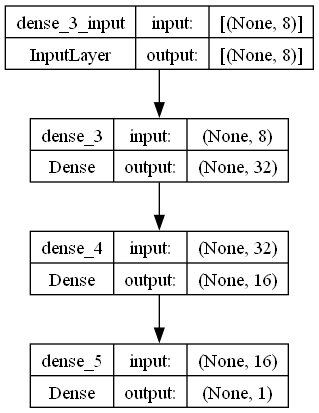 dense_3_input input: [(None, 8)]
InputLayer output: [(None, 8)]
dense_3 input: (None, 8)
Dense output: (None, 32)
dense_4 input: (None, 32)
Dense output: (None, 16)
dense_5 input: (None, 16)
Dense output: (None, 1)